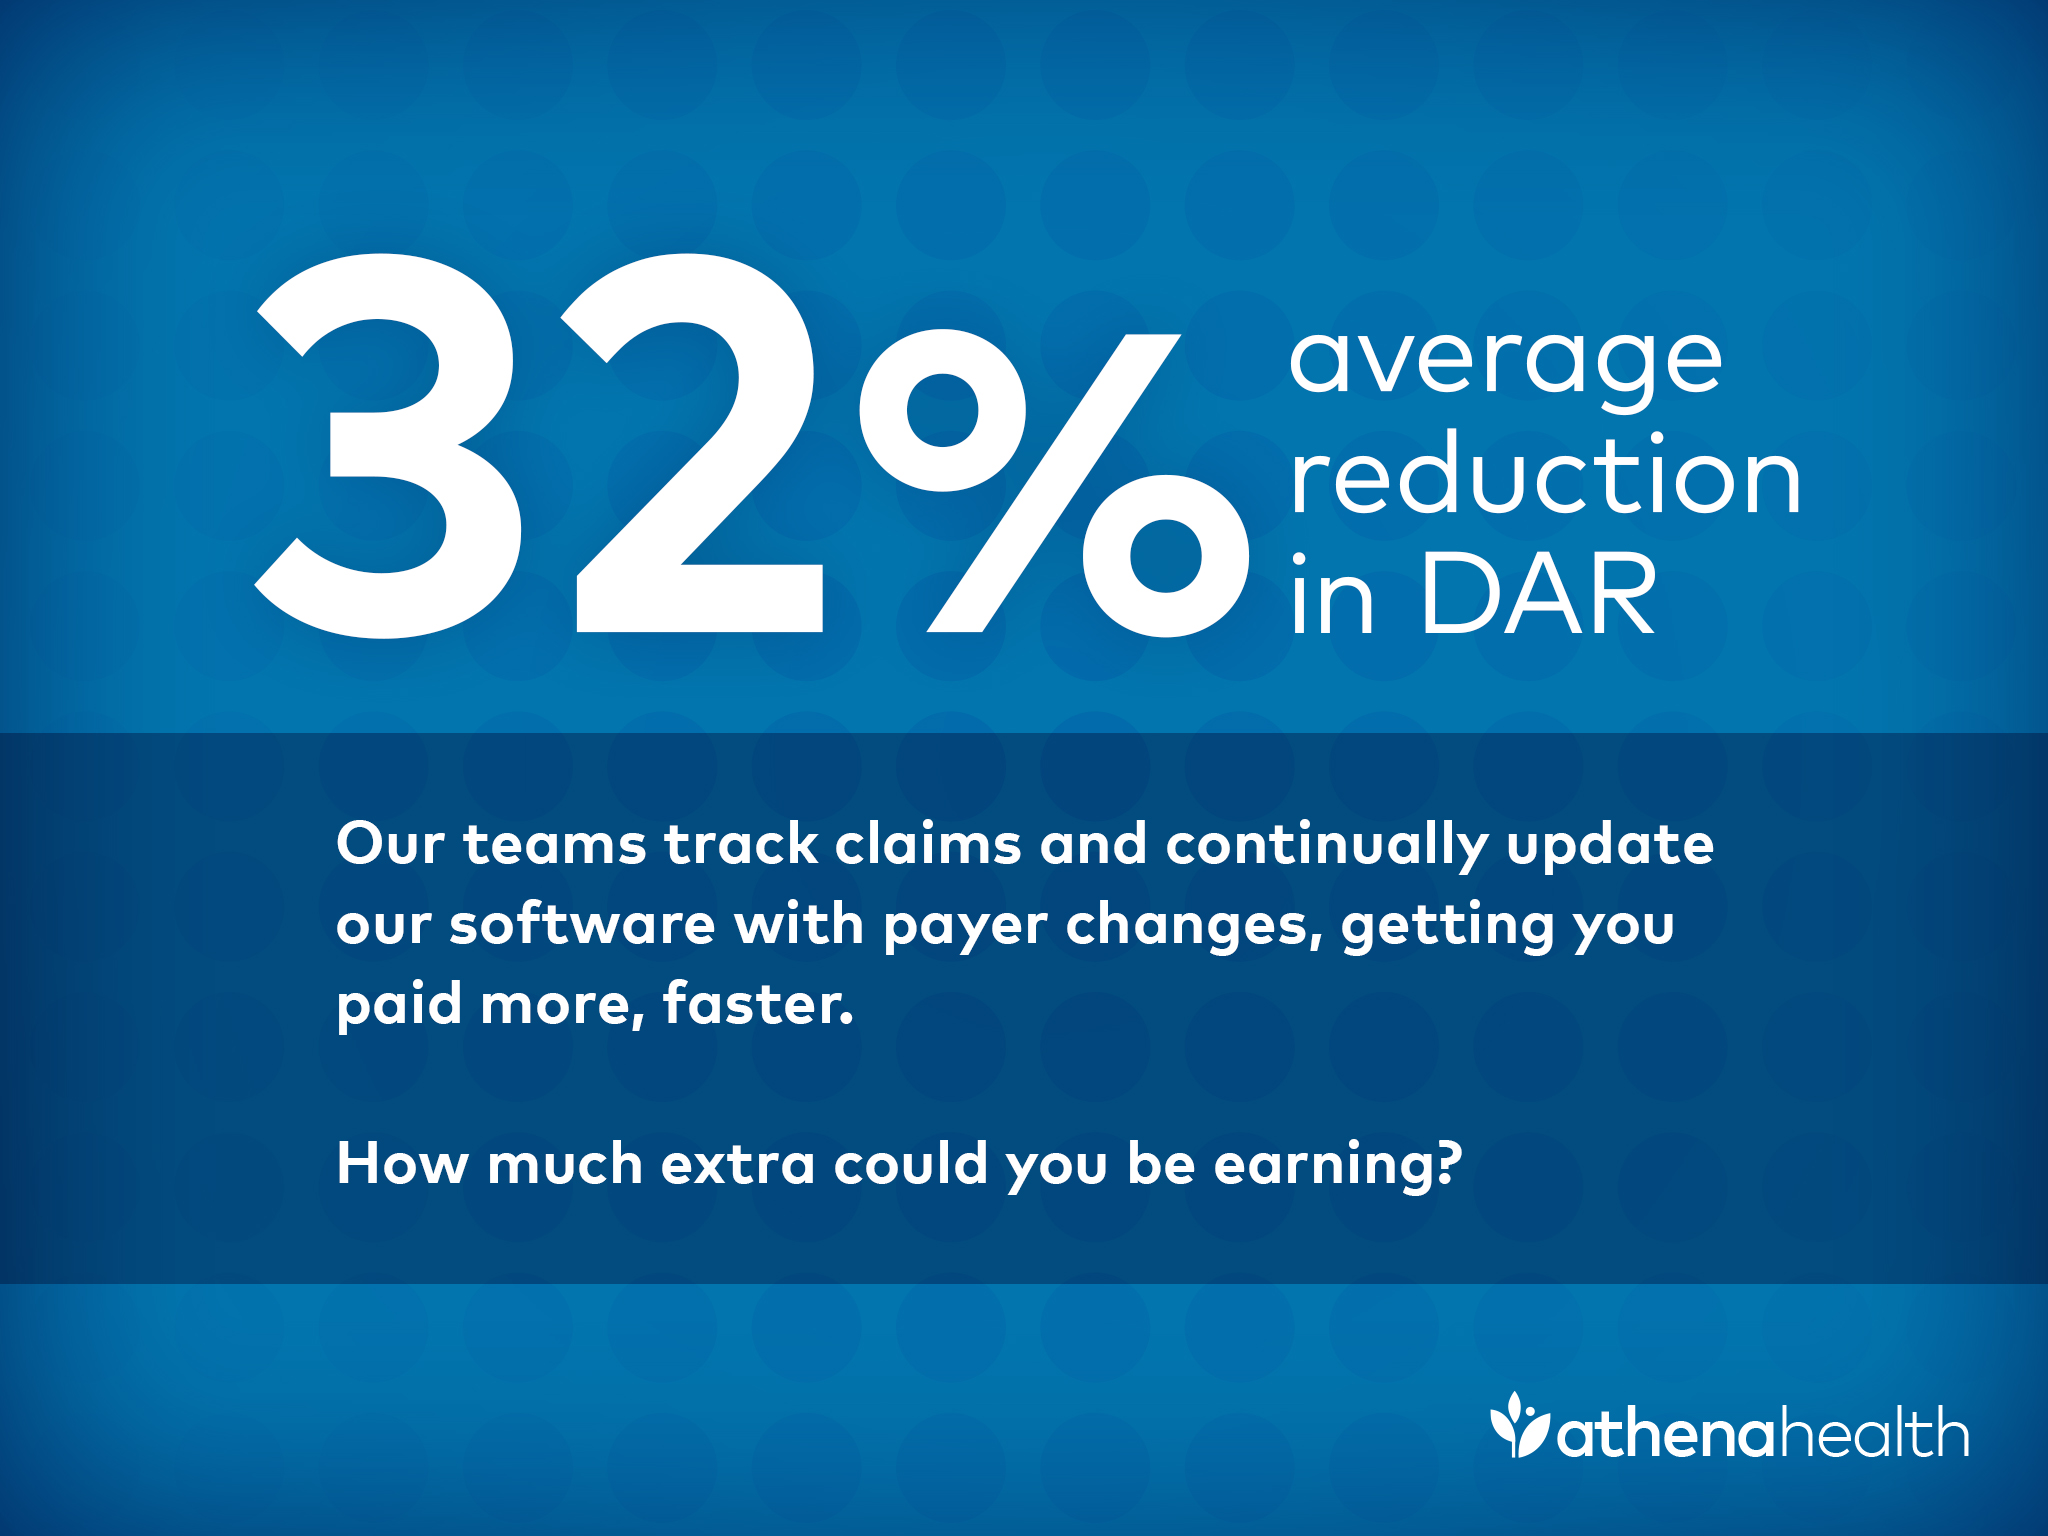 32% average
reduction
in DAR
Our teams track claims and continually update
our software with payer changes, getting you
paid more, faster.
How much extra could you be earning?
athenahealth